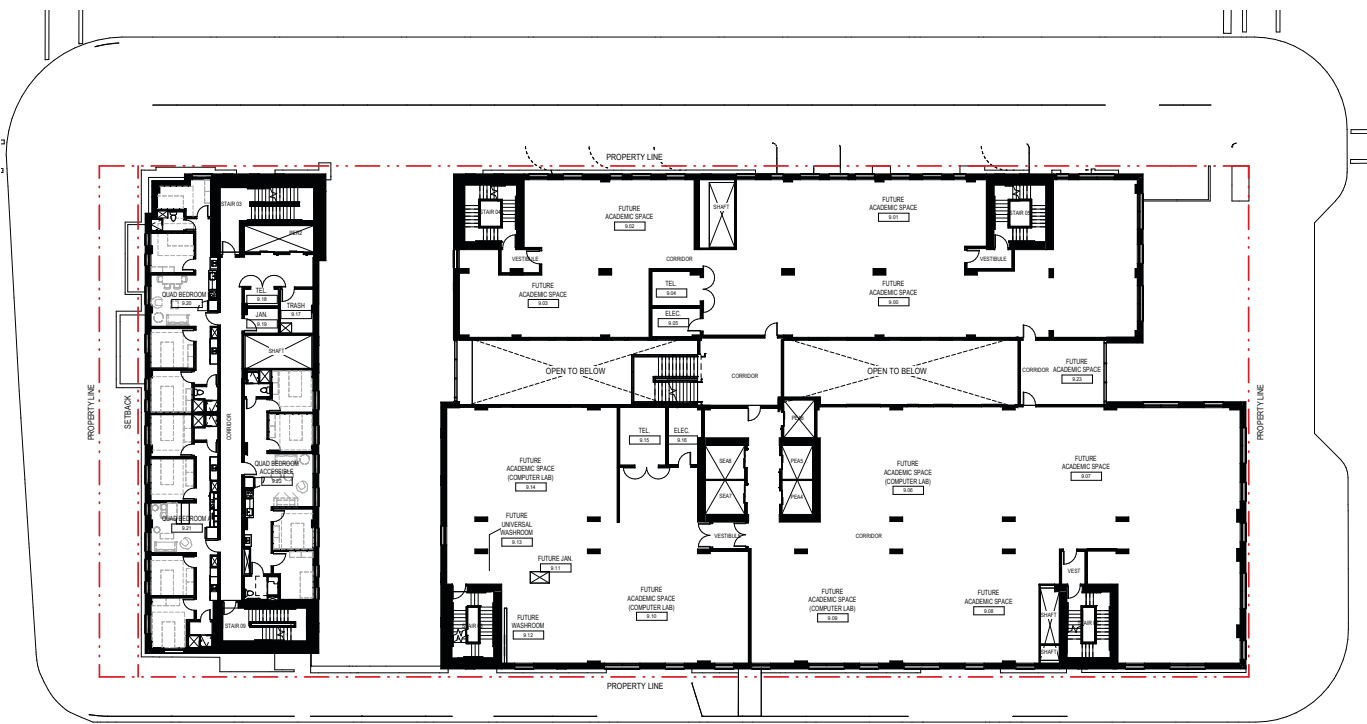 PROPERTY LINE
STAIR 03
PEA2
STAIR 04
FUTURE
ACADEMIC SPACE
9.02
SHAFT
FUTURE
ACADEMIC SPACE
9.01
VESTIBULE
CORRIDOR
VESTIBULE
QUAD BEDROOM
9.20
TEL.
9.18
TRASH
9.17
JAN.
9.19
FUTURE
ACADEMIC SPACE
9.03
TEL.
9.04
ELEC.
9.05
FUTURE
ACADEMIC SPACE
SHAFT
OPEN TO BELOW
CORRIDOR
OPEN TO BELOW
CORRIDOR
FUTURE
ACADEMIC SPACE
9.23
PROPERTY LINE
SETBACK
CORRIDOR
PROPERTY LINE
QUAD BEDROOM
ACCESSIBLE
9.22
TEL.
9.15
ELEC.
9.16
SEA8
SEA7
PEA5
PEA4
FUTURE
ACADEMIC SPACE
(COMPUTER LAB)
9.14
FUTURE
ACADEMIC SPACE
(COMPUTER LAB)
9.06
FUTURE
ACADEMIC SPACE
9.07
QUAD BEDROOM
9.21
FUTURE
UNIVERSAL
WASHROOM
9.13
VESTIBULE
CORRIDOR
FUTURE JAN.
9.11
VEST
FUTURE
ACADEMIC SPACE
(COMPUTER LAB)
9.10
FUTURE
ACADEMIC SPACE
(COMPUTER LAB)
9.09
FUTURE
ACADEMIC SPACE
9.08
STAIR 09
FUTURE
WASHROOM
9.12
SHAFT
SHAFT
PROPERTY LINE